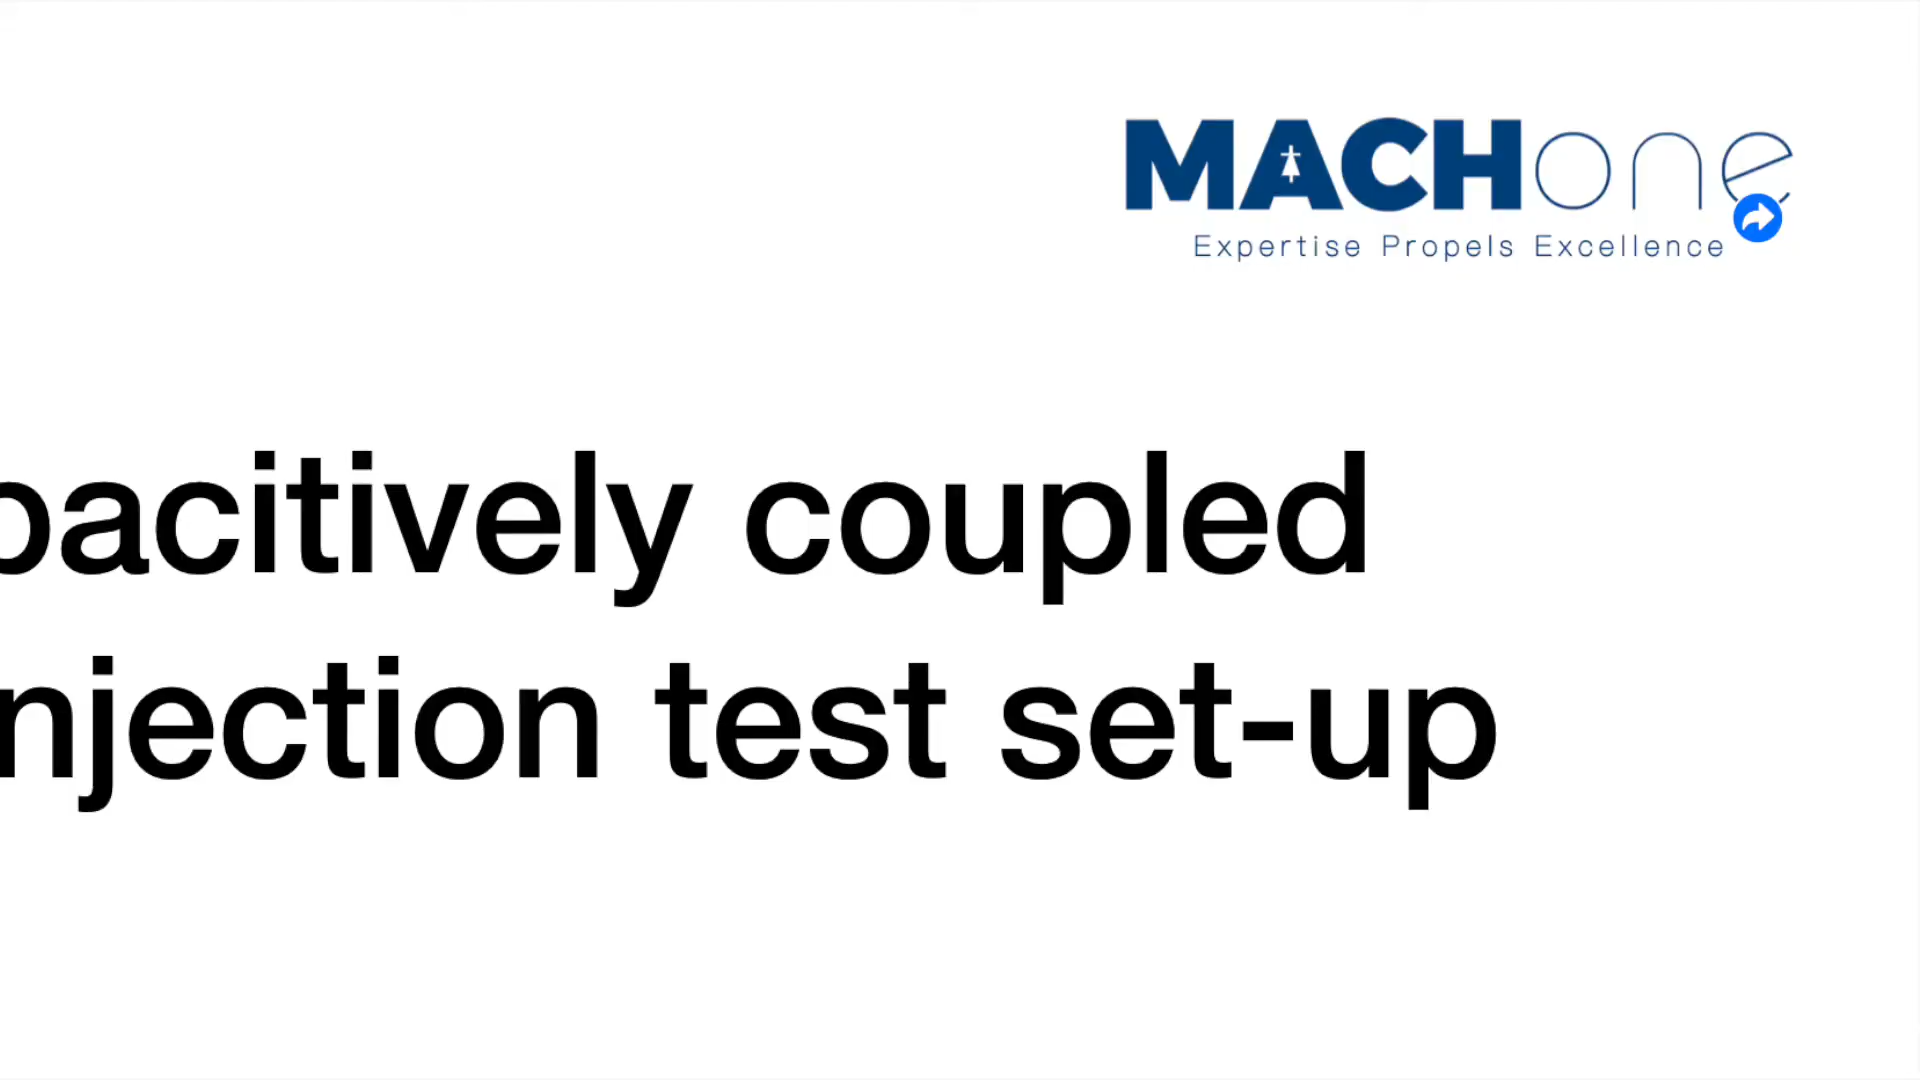 MACHone
Expertise Propels Excellence
pacitively coupled
njection test set-up